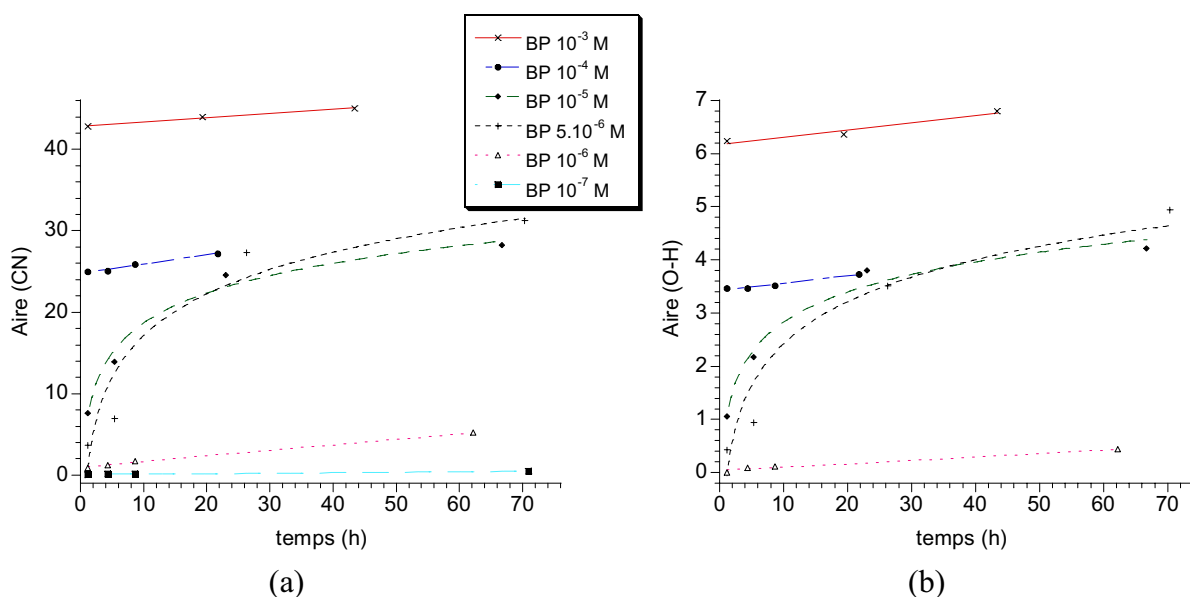 BP 10⁻³ M
BP 10⁻⁴ M
BP 10⁻⁵ M
BP 5.10⁻⁶ M
BP 10⁻⁶ M
BP 10⁻⁷ M
Aire (CN)
40
30
20
10
0
0 10 20 30 40 50 60 70
temps (h)
(a)
Aire (O-H)
7
6
5
4
3
2
1
0
0 10 20 30 40 50 60 70
temps (h)
(b)